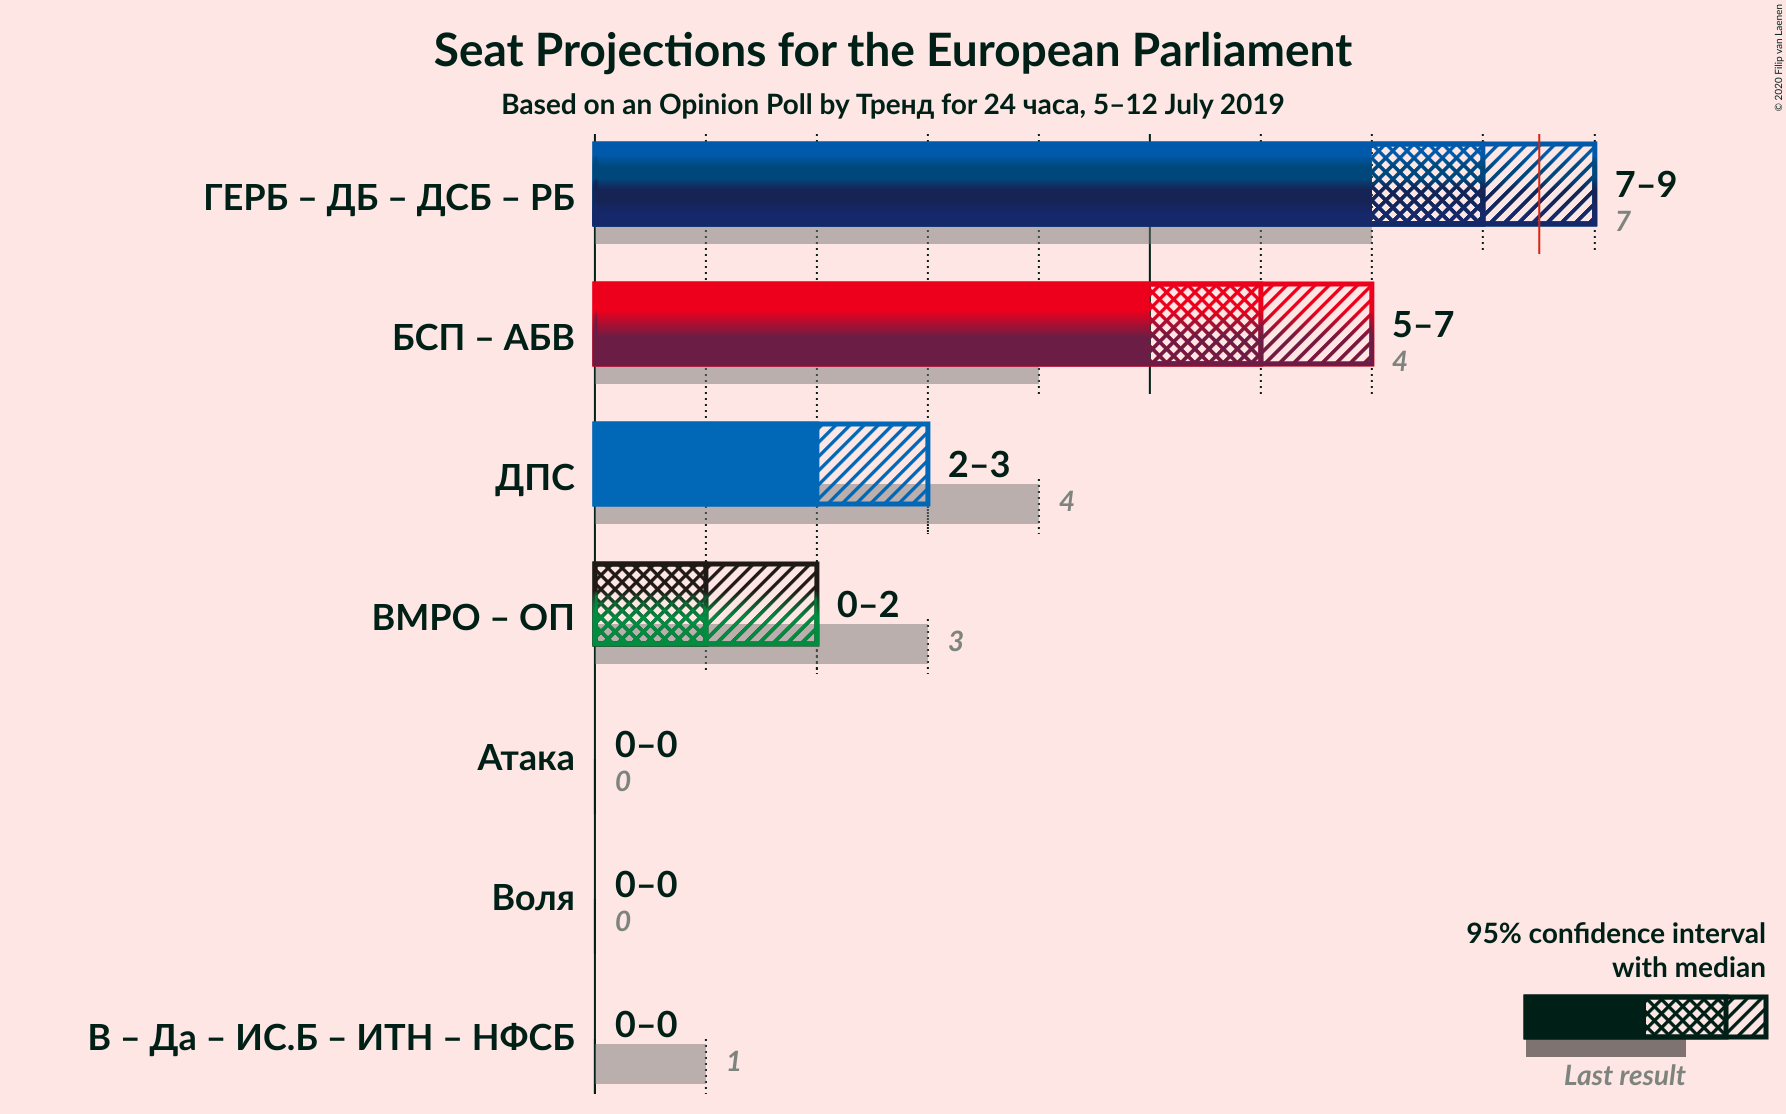 Seat Projections for the European Parliament
Based on an Opinion Poll by Тренд for 24 часа, 5–12 July 2019
© 2020 Filip van Laenen
ГЕРБ – ДБ – ДСБ – РБ
7–9
7
БСП – АБВ
5–7
4
ДПС
2–3
4
ВМРО – ОП
0–2
3
Атака
0–0
0
Воля
0–0
0
В – Да – ИС.Б – ИТН – НФСБ
0–0
1
95% confidence interval
with median
Last result